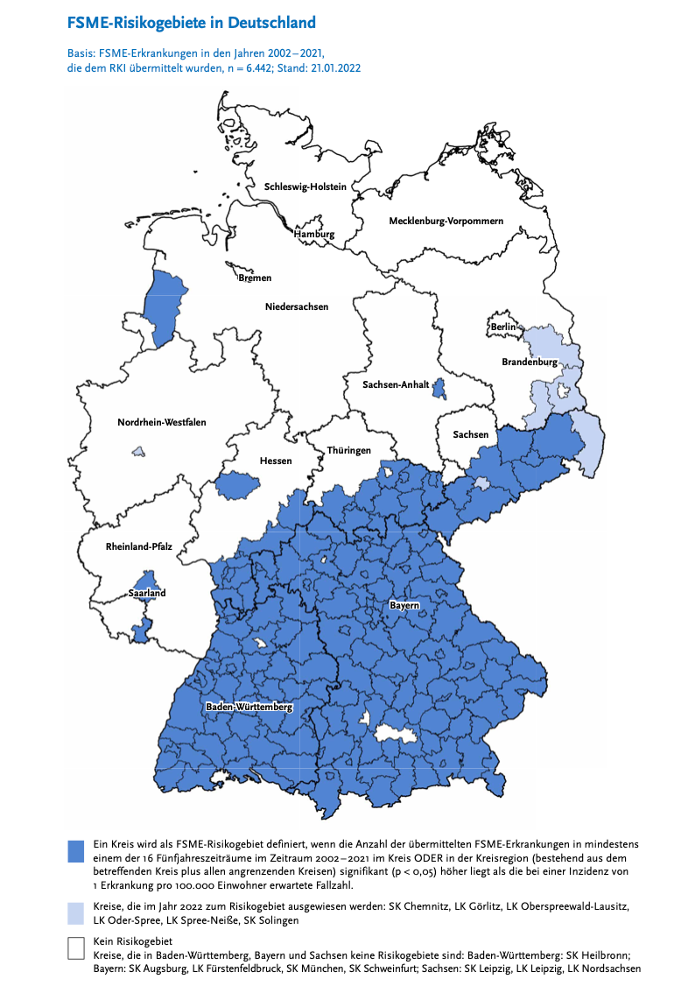 FSME-Risikogebiete in Deutschland
Basis: FSME-Erkrankungen in den Jahren 2002–2021,
die dem RKI übermittelt wurden, n = 6.442; Stand: 21.01.2022
Schleswig-Holstein
Mecklenburg-Vorpommern
Hamburg
Bremen
Niedersachsen
Berlin
Brandenburg
Sachsen-Anhalt
Nordrhein-Westfalen
Sachsen
Thüringen
Hessen
Rheinland-Pfalz
Saarland
Bayern
Baden-Württemberg
Ein Kreis wird als FSME-Risikogebiet definiert, wenn die Anzahl der übermittelten FSME-Erkrankungen in mindestens
einem der 16 Fünfjahreszeiträume im Zeitraum 2002–2021 im Kreis ODER in der Kreisregion (bestehend aus dem
betreffenden Kreis plus allen angrenzenden Kreisen) signifikant (p < 0,05) höher liegt als die bei einer Inzidenz von
1 Erkrankung pro 100.000 Einwohner erwartete Fallzahl.
Kreise, die im Jahr 2022 zum Risikogebiet ausgewiesen werden: SK Chemnitz, LK Görlitz, LK Oberspreewald-Lausitz,
LK Oder-Spree, LK Spree-Neiße, SK Solingen
Kein Risikogebiet
Kreise, die in Baden-Württemberg, Bayern und Sachsen keine Risikogebiete sind: Baden-Württemberg: SK Heilbronn;
Bayern: SK Augsburg, LK Fürstenfeldbruck, SK München, SK Schweinfurt; Sachsen: SK Leipzig, LK Leipzig, LK Nordsachsen